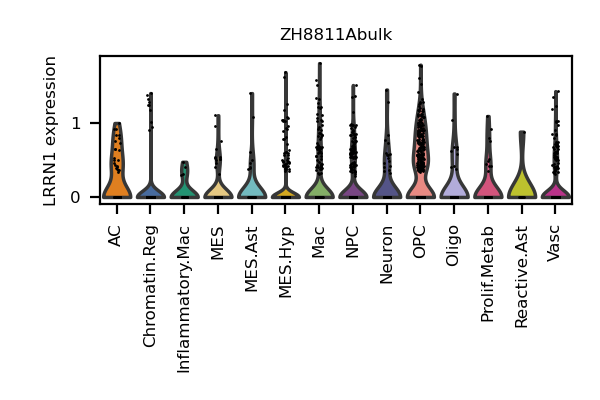 ZH8811Abulk
LRRN1 expression
1
0
AC
Chromatin.Reg
Inflammatory.Mac
MES
MES.Ast
MES.Hyp
Mac
NPC
Neuron
OPC
Oligo
Prolif.Metab
Reactive.Ast
Vasc